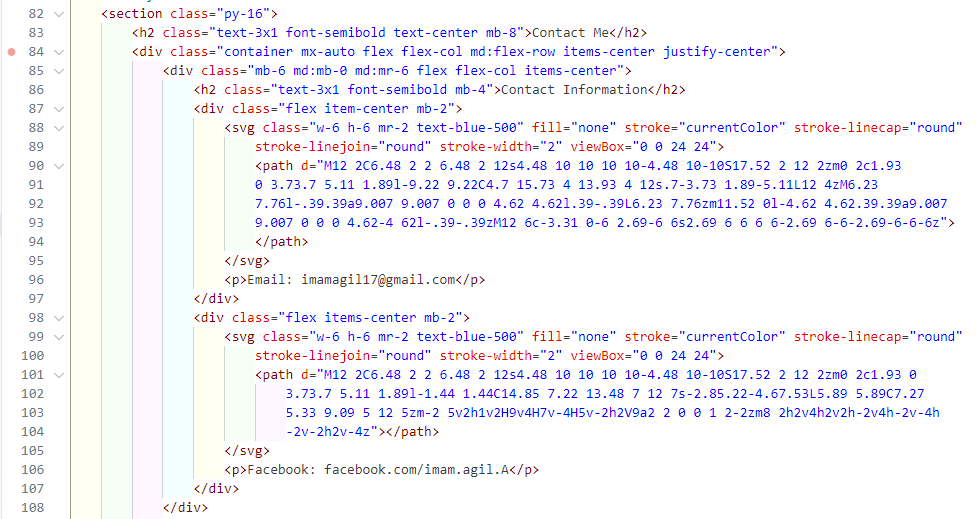 82 <section class="py-16">
83 <h2 class="text-3x1 font-semibold text-center mb-8">Contact Me</h2>
84 <div class="container mx-auto flex flex-col md:flex-row items-center justify-center">
85 <div class="mb-6 md:mb-0 md:mr-6 flex flex-col items-center">
86 <h2 class="text-3x1 font-semibold mb-4">Contact Information</h2>
87 <div class="flex item-center mb-2">
88 <svg class="w-6 h-6 mr-2 text-blue-500" fill="none" stroke="currentColor" stroke-linecap="round"
89 stroke-linejoin="round" stroke-width="2" viewBox="0 0 24 24">
90 <path d="M12 2C6.48 2 2 6.48 2 12s4.48 10 10 10 10-4.48 10-10S17.52 2 12 2zm0 2c1.93
91 0 3.73.7 5.11 1.89l-9.22 9.22C4.7 15.73 4 13.93 4 12s.7-3.73 1.89-5.11L12 4zM6.23
92 7.76l-.39.39a9.007 9.007 0 0 0 4.62 4.62l.39-.39L6.23 7.76zm11.52 0l-4.62 4.62.39.39a9.007
93 9.007 0 0 0 4.62-4 62l-.39-.39zM12 6c-3.31 0-6 2.69-6 6s2.69 6 6 6 6-2.69 6-6-2.69-6-6-6z">
94 </path>
95 </svg>
96 <p>Email: imamagil17@gmail.com</p>
97 </div>
98 <div class="flex items-center mb-2">
99 <svg class="w-6 h-6 mr-2 text-blue-500" fill="none" stroke="currentColor" stroke-linecap="round"
100 stroke-linejoin="round" stroke-width="2" viewBox="0 0 24 24">
101 <path d="M12 2C6.48 2 2 6.48 2 12s4.48 10 10 10 10-4.48 10-10S17.52 2 12 2zm0 2c1.93 0
102 3.73.7 5.11 1.89l-1.44 1.44C14.85 7.22 13.48 7 12 7s-2.85.22-4.67.53L5.89 5.89C7.27
103 5.33 9.09 5 12 5zm-2 5v2h1v2H9v4H7v-4H5v-2h2V9a2 2 0 0 1 2-2zm8 2h2v4h2v2h-2v4h-2v-4h
104 -2v-2h2v-4z"></path>
105 </svg>
106 <p>Facebook: facebook.com/imam.agil.A</p>
107 </div>
108 </div>